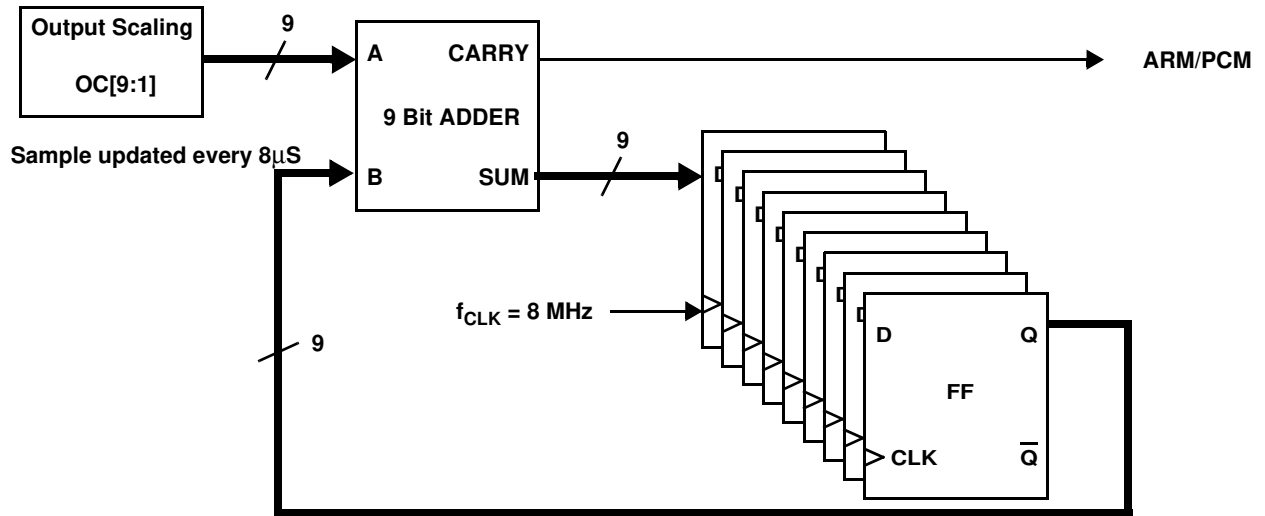 Output Scaling
OC[9:1]
9
A
CARRY
ARM/PCM
9 Bit ADDER
Sample updated every 8μS
B
SUM
9
D
D
D
D
D
D
D
D
fCLK = 8 MHz
9
D
Q
FF
CLK
Q̅